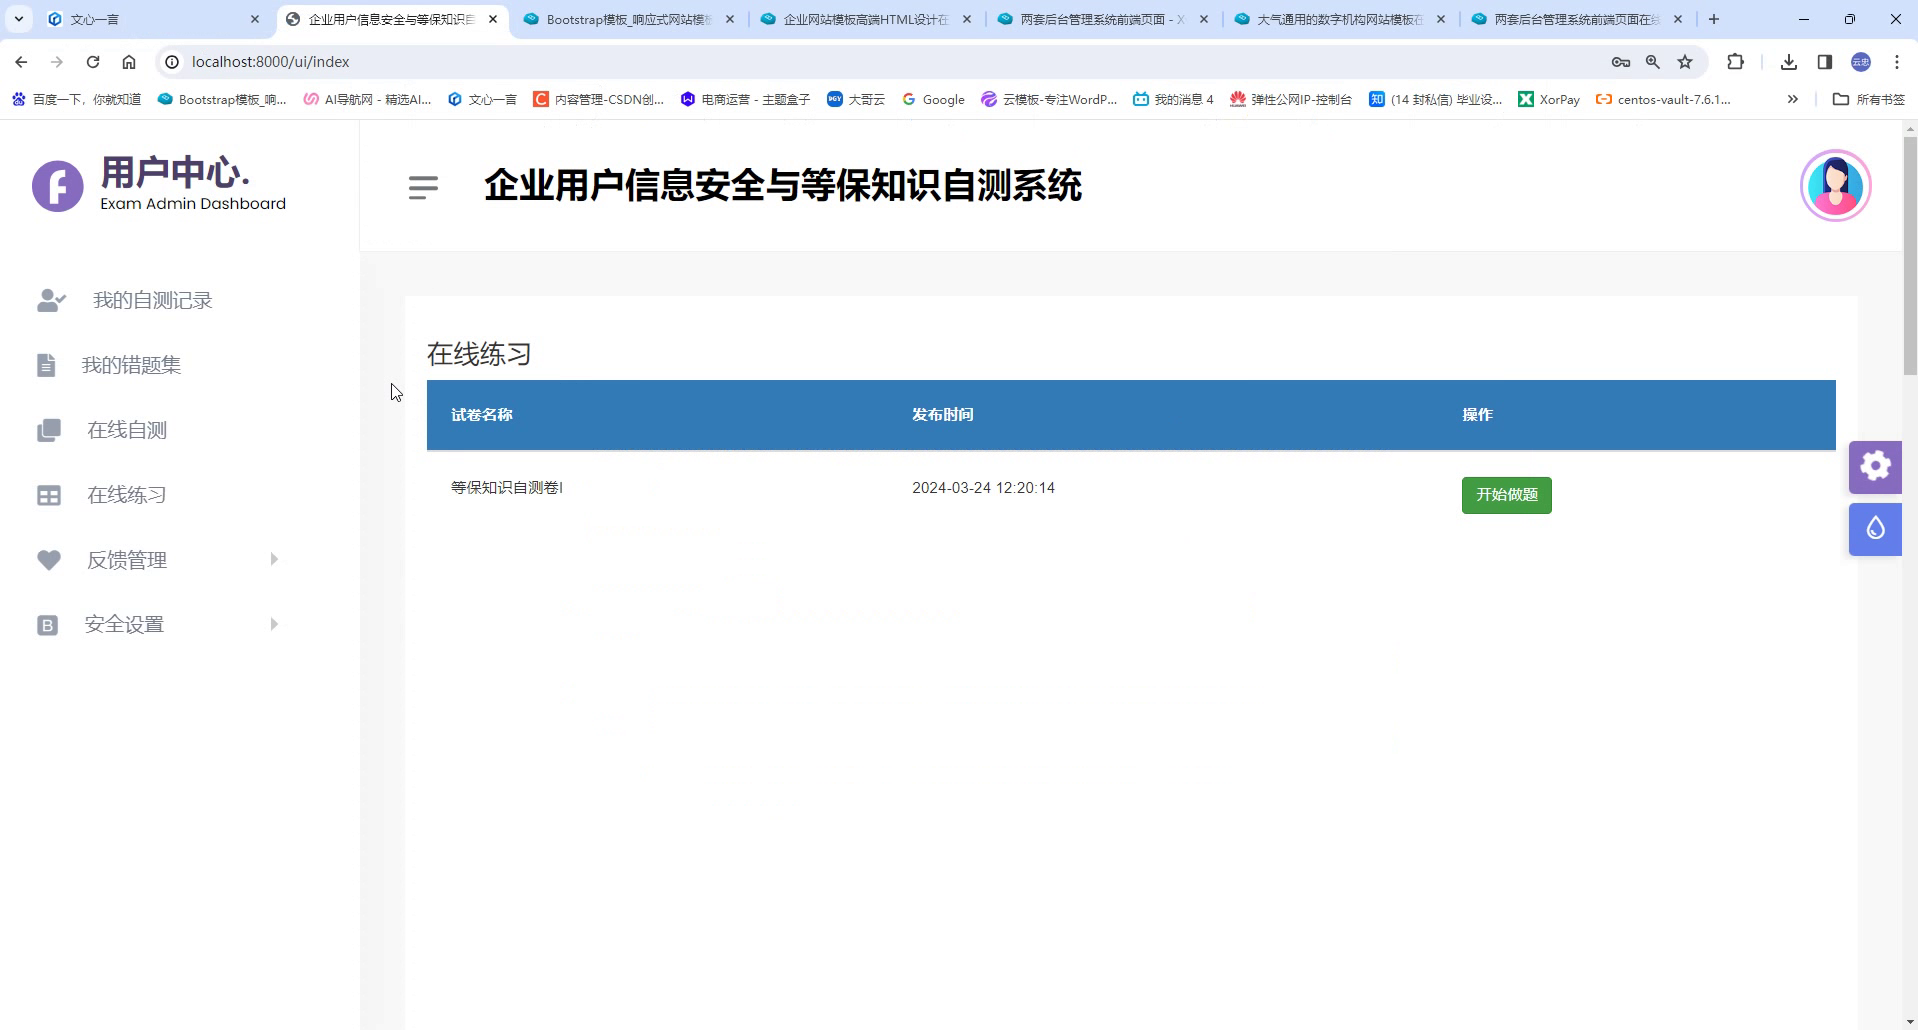 文心一言
企业用户信息安全与等保知识自
Bootstrap模板_响应式网站模
企业网站模板高端HTML设计在
两套后台管理系统前端页面 - X
大气通用的数字机构网站模板在
两套后台管理系统前端页面在
localhost:8000/ui/index
云忠
百度一下，你就知道
Bootstrap模板_响...
AI导航网 - 精选AI...
文心一言
内容管理-CSDN创...
电商运营 - 主题盒子
大哥云
Google
云模板-专注WordP...
我的消息 4
弹性公网IP-控制台
(14 封私信) 毕业设...
XorPay
centos-vault-7.6.1...
所有书签
用户中心.
Exam Admin Dashboard
企业用户信息安全与等保知识自测系统
我的自测记录
我的错题集
在线自测
在线练习
反馈管理
安全设置
在线练习
试卷名称 发布时间 操作
等保知识自测卷I 2024-03-24 12:20:14 开始做题